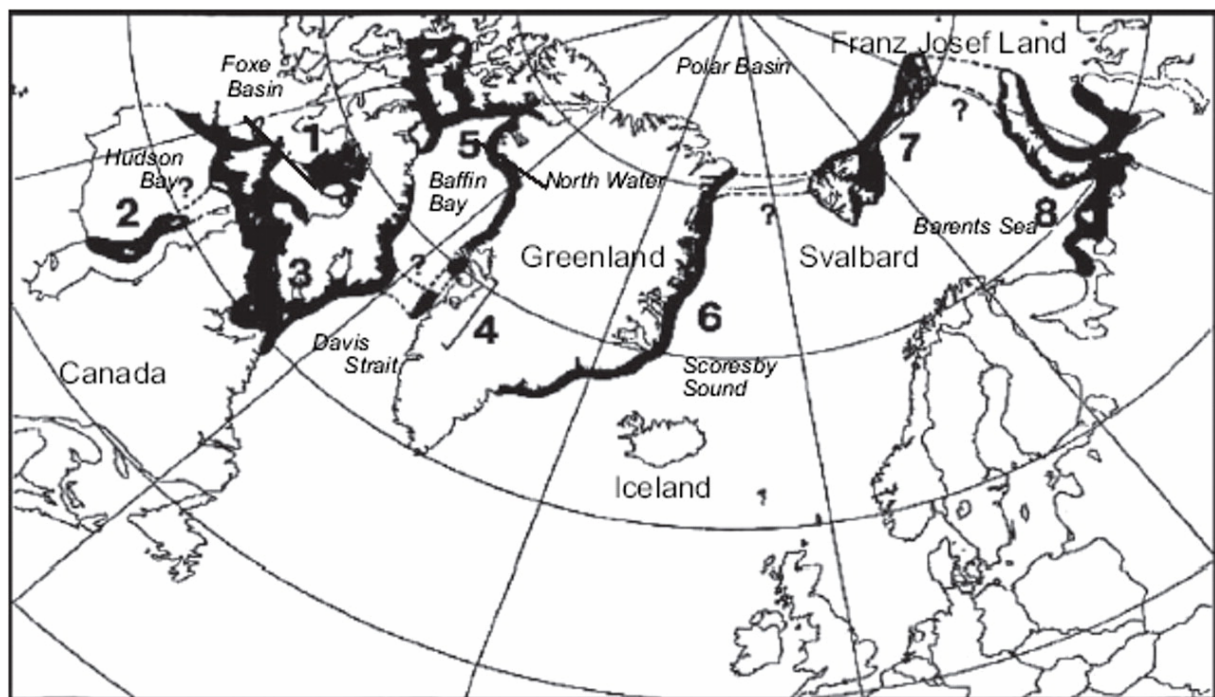 Franz Josef Land
Foxe
Basin
Polar Basin
1
5
7
?
Hudson
Bay
?
Baffin
Bay
North Water
2
?
8
Barents Sea
3
?
Greenland
Svalbard
4
6
Davis
Strait
Scoresby
Sound
Canada
Iceland